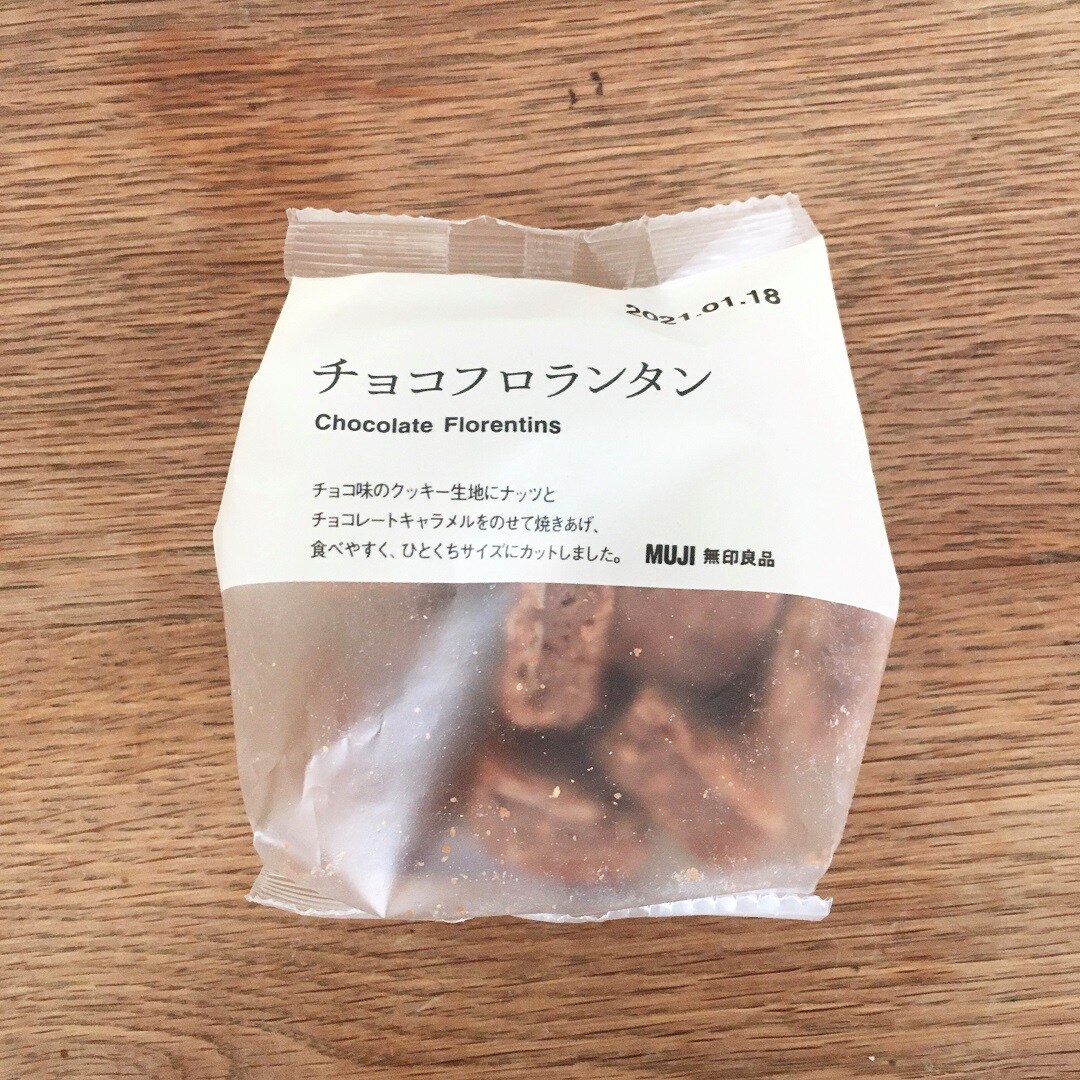 2021.01.18
チョコフロランタン
Chocolate Florentins
チョコ味のクッキー生地にナッツと
チョコレートキャラメルをのせて焼きあげ、
食べやすく、ひとくちサイズにカットしました。 MUJI 無印良品